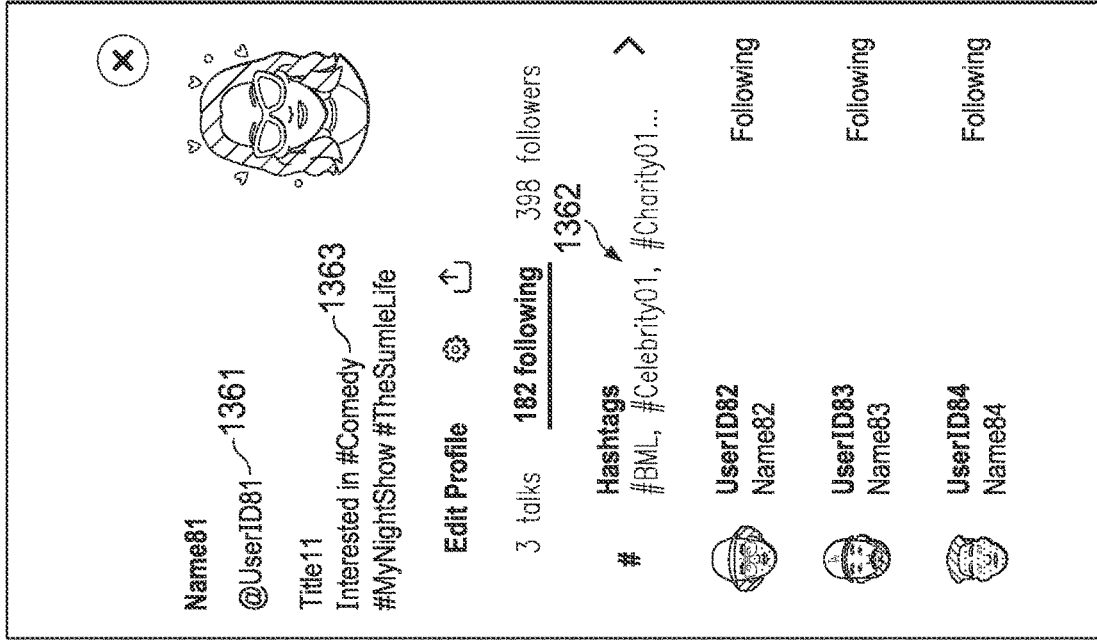 Name81
@UserID81 1361
Title11
Interested in #Comedy 1363
#MyNightShow #TheSumleLife
Edit Profile
3 talks 182 following 398 followers
1362
# Hashtags >
#BML, #Celebrity01, #Charity01...
UserID82
Name82 Following
UserID83
Name83 Following
UserID84
Name84 Following